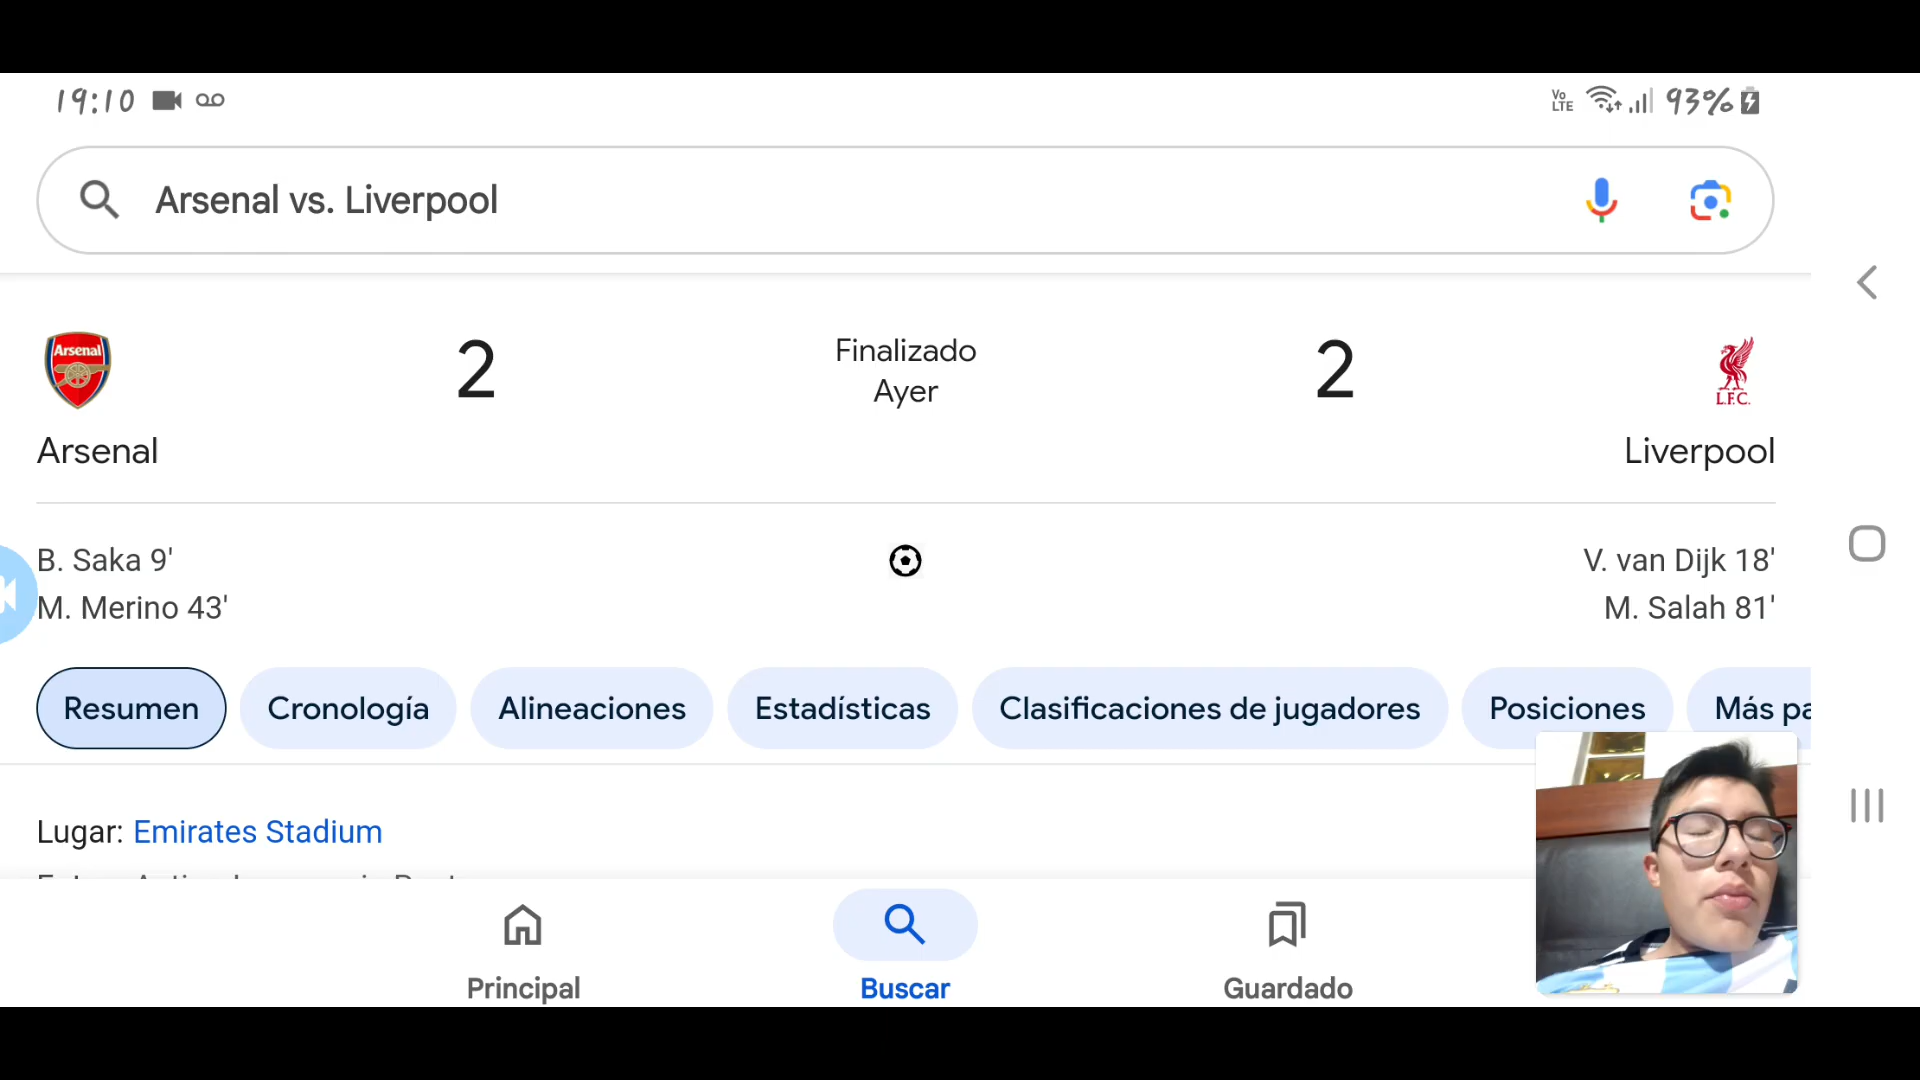 19:10
Vo
LTE
93%
Arsenal vs. Liverpool
Arsenal
2
Finalizado
Ayer
2
L.F.C.
Arsenal
Liverpool
B. Saka 9'
V. van Dijk 18'
M. Merino 43'
M. Salah 81'
Resumen
Cronología
Alineaciones
Estadísticas
Clasificaciones de jugadores
Posiciones
Más pa
Lugar: Emirates Stadium
Principal
Buscar
Guardado